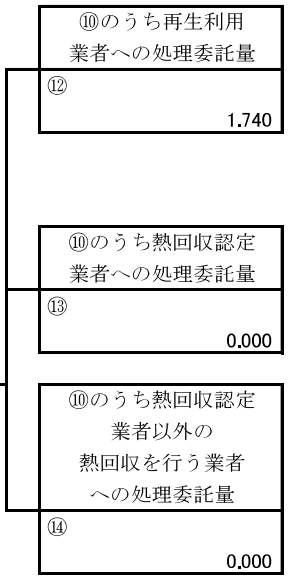 ⑩のうち再生利用
業者への処理委託量
⑫
1.740
⑩のうち熱回収認定
業者への処理委託量
⑬
0.000
⑩のうち熱回収認定
業者以外の
熱回収を行う業者
への処理委託量
⑭
0.000